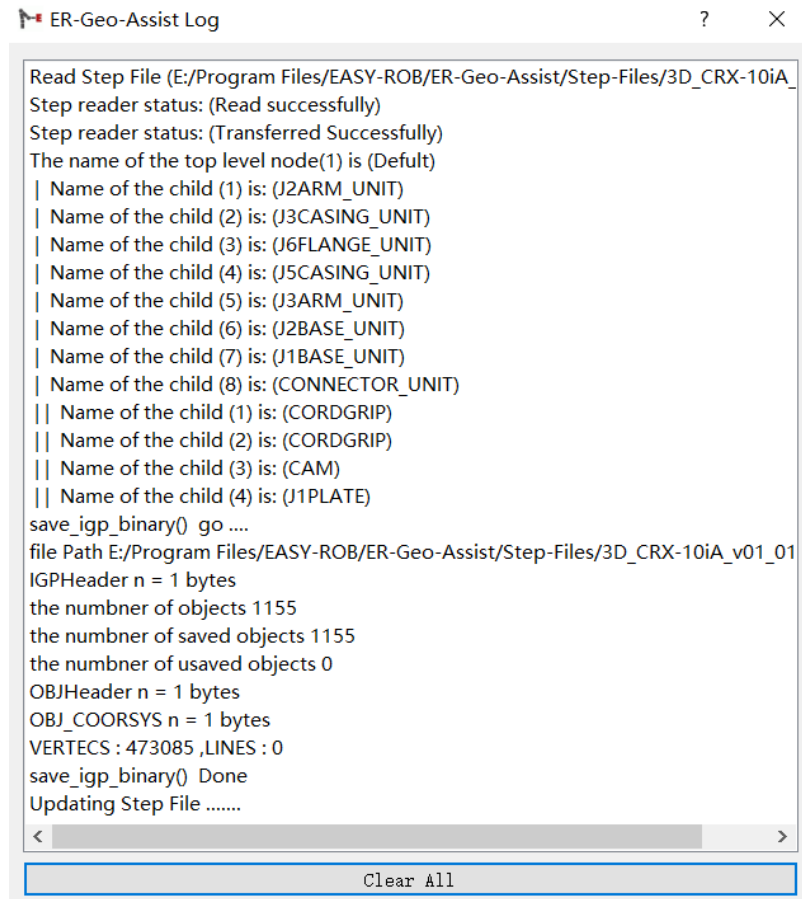 ER-Geo-Assist Log
?
Read Step File (E:/Program Files/EASY-ROB/ER-Geo-Assist/Step-Files/3D_CRX-10iA_
Step reader status: (Read successfully)
Step reader status: (Transferred Successfully)
The name of the top level node(1) is (Defult)
| Name of the child (1) is: (J2ARM_UNIT)
| Name of the child (2) is: (J3CASING_UNIT)
| Name of the child (3) is: (J6FLANGE_UNIT)
| Name of the child (4) is: (J5CASING_UNIT)
| Name of the child (5) is: (J3ARM_UNIT)
| Name of the child (6) is: (J2BASE_UNIT)
| Name of the child (7) is: (J1BASE_UNIT)
| Name of the child (8) is: (CONNECTOR_UNIT)
|| Name of the child (1) is: (CORDGRIP)
|| Name of the child (2) is: (CORDGRIP)
|| Name of the child (3) is: (CAM)
|| Name of the child (4) is: (J1PLATE)
save_igp_binary() go ....
file Path E:/Program Files/EASY-ROB/ER-Geo-Assist/Step-Files/3D_CRX-10iA_v01_01
IGPHeader n = 1 bytes
the numbner of objects 1155
the numbner of saved objects 1155
the numbner of usaved objects 0
OBJHeader n = 1 bytes
OBJ_COORSYS n = 1 bytes
VERTECS : 473085 ,LINES : 0
save_igp_binary() Done
Updating Step File .......
Clear All